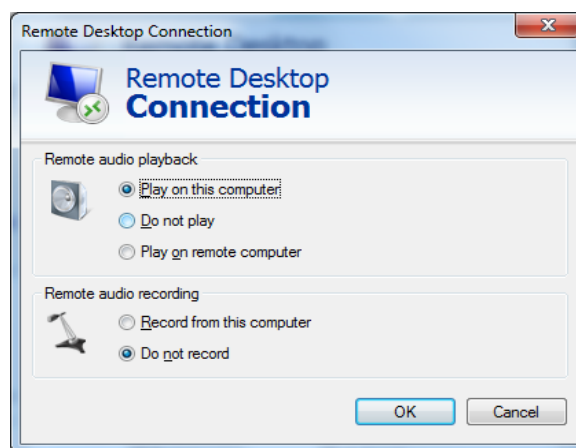 Remote Desktop Connection
Remote Desktop
Connection
Remote audio playback
Play on this computer
Do not play
Play on remote computer
Remote audio recording
Record from this computer
Do not record
OK
Cancel